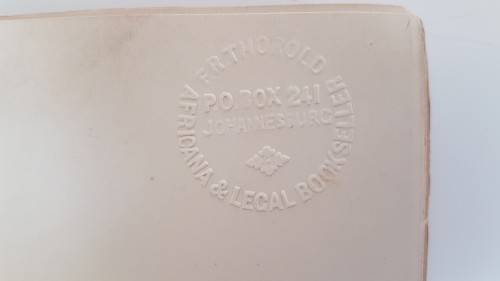 F.R. THOROLD
P.O. BOX 241
JOHANNESBURG
AFRICANA & LEGAL BOOKSELLER